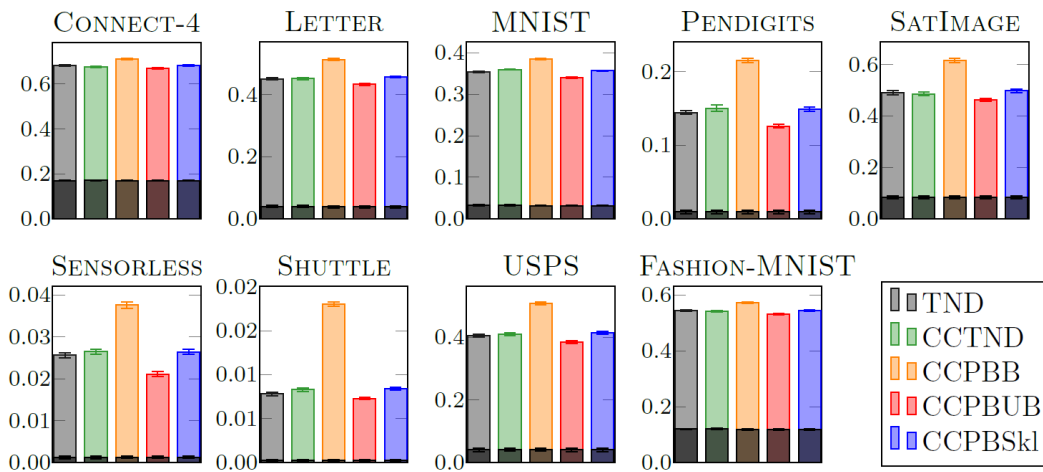 CONNECT-4
0.6
0.4
0.2
0.0
LETTER
0.4
0.2
0.0
MNIST
0.4
0.3
0.2
0.1
0.0
PENDIGITS
0.2
0.1
0.0
SATIMAGE
0.6
0.4
0.2
0.0
SENSORLESS
0.04
0.03
0.02
0.01
0.00
SHUTTLE
0.02
0.02
0.01
0.01
0.00
USPS
0.4
0.2
0.0
FASHION-MNIST
0.6
0.4
0.2
0.0
TND
CCTND
CCPBB
CCPBUB
CCPBSkl